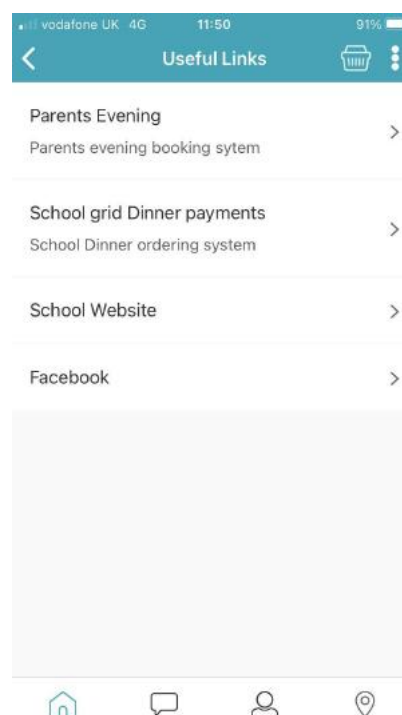 vodafone UK 4G 11:50 91%
Useful Links
Parents Evening
Parents evening booking sytem
School grid Dinner payments
School Dinner ordering system
School Website
Facebook